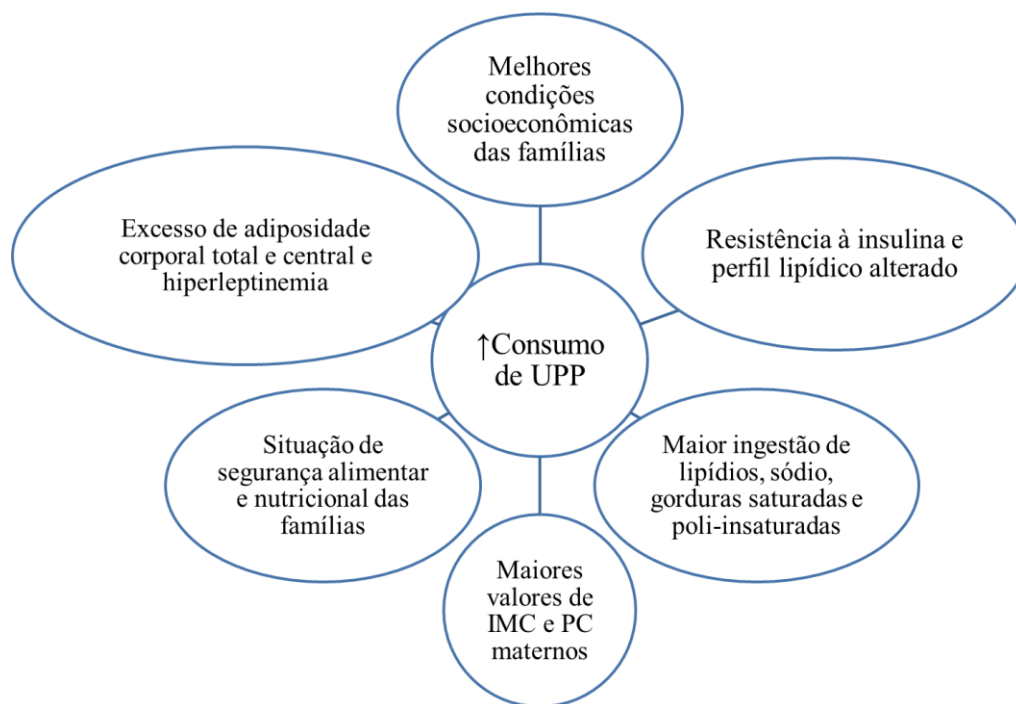 Melhores
condições
socioeconômicas
das famílias
Excesso de adiposidade
corporal total e central e
hiperleptinemia
Resistência à insulina e
perfil lipídico alterado
↑Consumo
de UPP
Situação de
segurança alimentar
e nutricional das
famílias
Maior ingestão de
lipídios, sódio,
gorduras saturadas e
poli-insaturadas
Maiores
valores de
IMC e PC
maternos